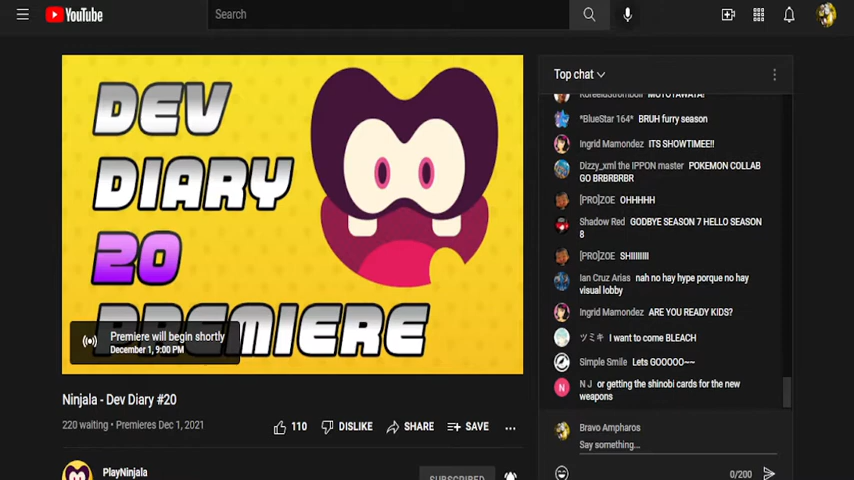 YouTube
Search
DEV
DIARY
20
PREMIERE
Premiere will begin shortly
December 1, 9:00 PM
Ninjala - Dev Diary #20
220 waiting • Premieres Dec 1, 2021
110
DISLIKE
SHARE
SAVE
PlayNinjala
SUBSCRIBED
Top chat
*BlueStar 164* BRUH furry season
Ingrid Mamondez ITS SHOWTIMEE!!
Dizzy_xml the IPPON master POKEMON COLLAB
GO BRBRBRBR
[PRO]ZOE OHHHHH
Shadow Red GODBYE SEASON 7 HELLO SEASON
8
[PRO]ZOE SHIIIIIIII
Ian Cruz Arias nah no hay hype porque no hay
visual lobby
Ingrid Mamondez ARE YOU READY KIDS?
ツミキ I want to come BLEACH
Simple Smile Lets GOOOOO~~
N
N J or getting the shinobi cards for the new
weapons
Bravo Ampharos
Say something...
0/200